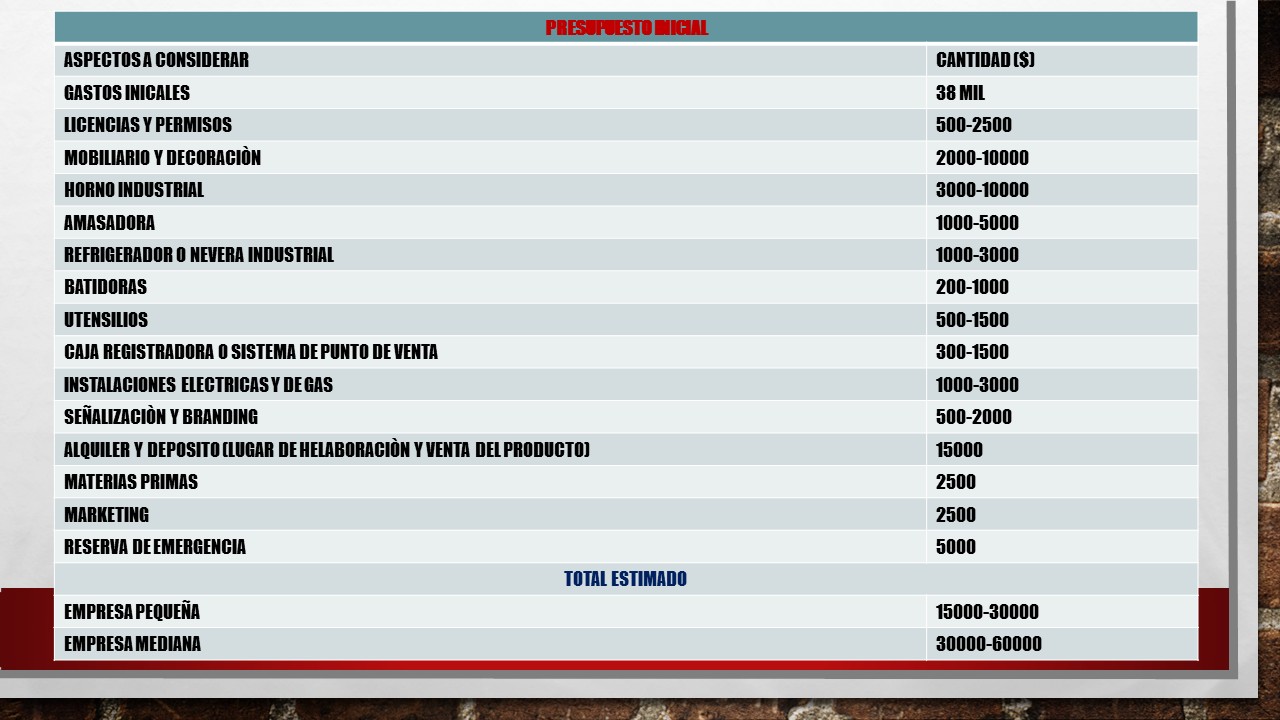 PRESUPUESTO INICIAL
ASPECTOS A CONSIDERAR CANTIDAD ($)
GASTOS INICALES 38 MIL
LICENCIAS Y PERMISOS 500-2500
MOBILIARIO Y DECORACIÒN 2000-10000
HORNO INDUSTRIAL 3000-10000
AMASADORA 1000-5000
REFRIGERADOR O NEVERA INDUSTRIAL 1000-3000
BATIDORAS 200-1000
UTENSILIOS 500-1500
CAJA REGISTRADORA O SISTEMA DE PUNTO DE VENTA 300-1500
INSTALACIONES ELECTRICAS Y DE GAS 1000-3000
SEÑALIZACIÒN Y BRANDING 500-2000
ALQUILER Y DEPOSITO (LUGAR DE HELABORACIÒN Y VENTA DEL PRODUCTO) 15000
MATERIAS PRIMAS 2500
MARKETING 2500
RESERVA DE EMERGENCIA 5000
TOTAL ESTIMADO
EMPRESA PEQUEÑA 15000-30000
EMPRESA MEDIANA 30000-60000